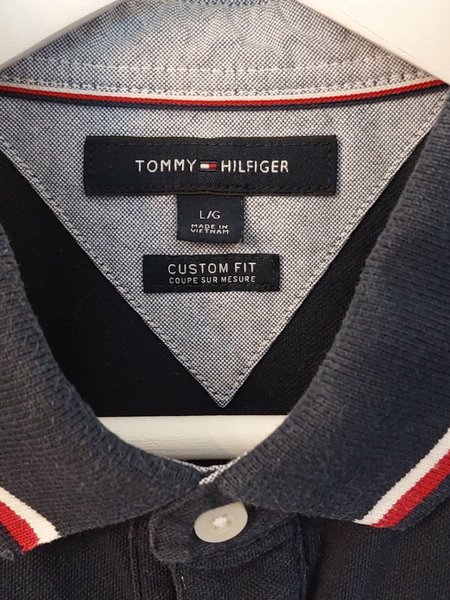 TOMMY HILFIGER
L/G
MADE IN
VIETNAM
CUSTOM FIT
COUPE SUR MESURE